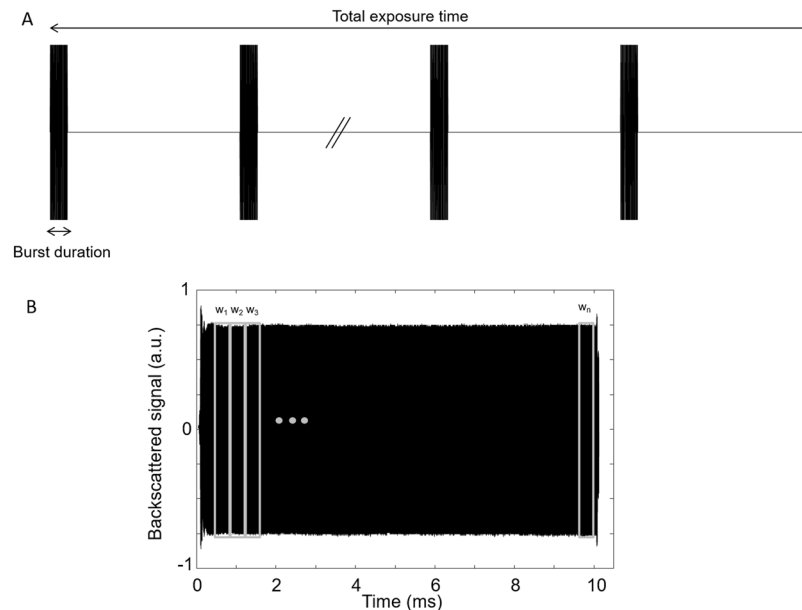 A
Total exposure time
Burst duration
B
Backscattered signal (a.u.)
1
0
-1
w1 w2 w3
wn
0 2 4 6 8 10
Time (ms)